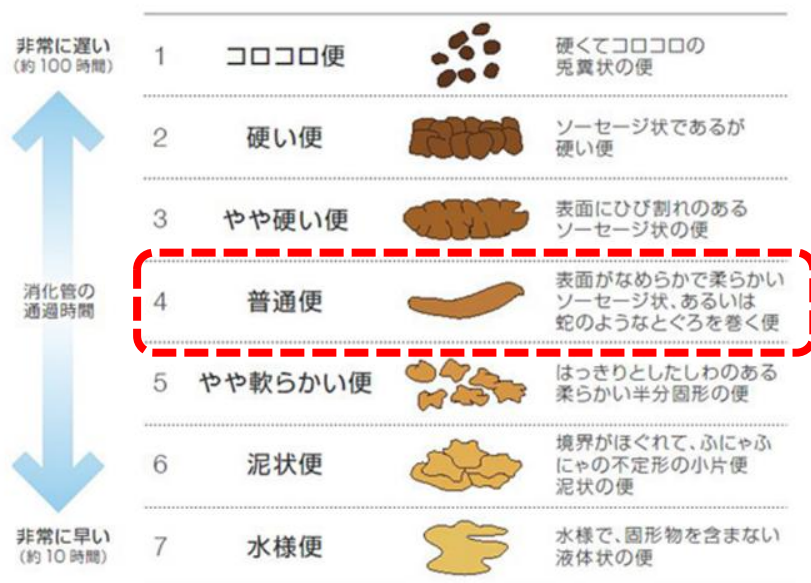 非常に遅い
(約100時間)
消化管の
通過時間
非常に早い
(約10時間)
1 コロコロ便 硬くてコロコロの
兎糞状の便
2 硬い便 ソーセージ状であるが
硬い便
3 やや硬い便 表面にひび割れのある
ソーセージ状の便
4 普通便 表面がなめらかで柔らかい
ソーセージ状、あるいは
蛇のようなとぐろを巻く便
5 やや軟らかい便 はっきりとしたしわのある
柔らかい半分固形の便
6 泥状便 境界がほぐれて、ふにゃふ
にゃの不定形の小片便
泥状の便
7 水様便 水様で、固形物を含まない
液体状の便